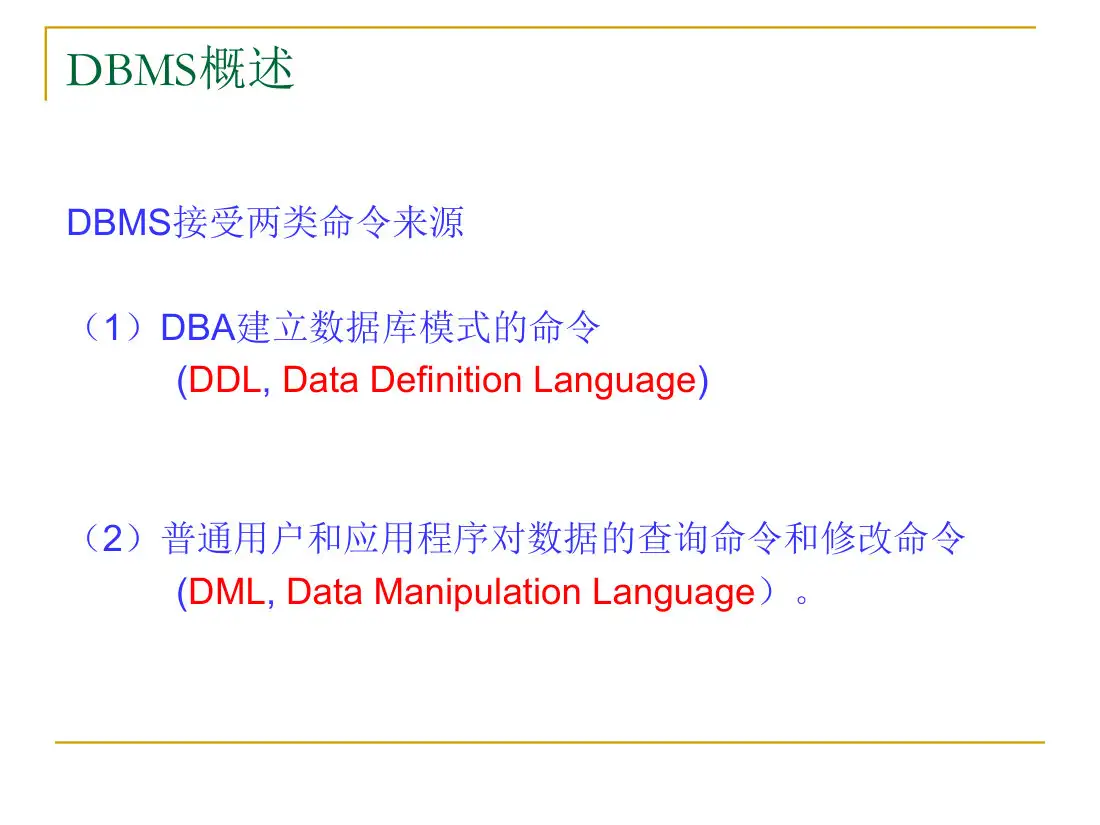 DBMS概述
DBMS接受两类命令来源
（1）DBA建立数据库模式的命令
(DDL, Data Definition Language)
（2）普通用户和应用程序对数据的查询命令和修改命令
(DML, Data Manipulation Language）。